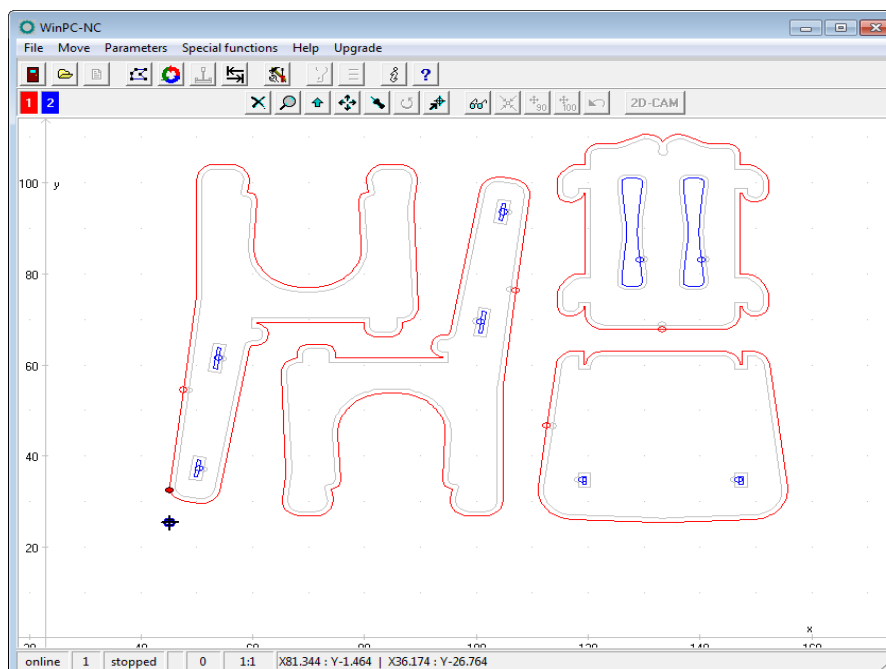 WinPC-NC
File Move Parameters Special functions Help Upgrade
1 2 90 100 2D-CAM
100 y
80
60
40
20
x
20 40 60 80 100 120 140 160
online 1 stopped 0 1:1 X81.344 : Y-1.464 | X36.174 : Y-26.764